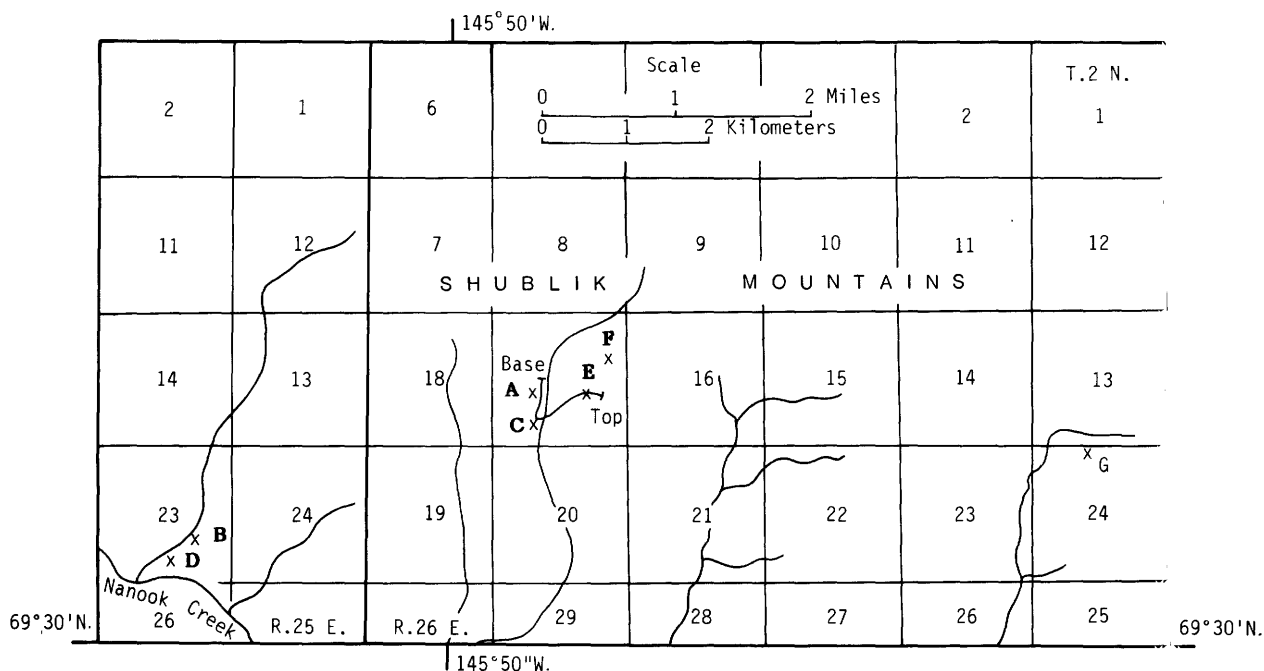 145°50'W.
Scale
T.2 N.
0 1 2 Miles
2 1 6 2 1
0 1 2 Kilometers
11 12 7 8 9 10 11 12
SHUBLIK MOUNTAINS
F
Base
E
14 13 18 A 16 15 14 13
Top
C
G
23 24 19 20 21 22 23 24
B
D
Nanook Creek
26 R.25 E. R.26 E. 29 28 27 26 25
69°30'N. 69°30'N.
145°50"W.